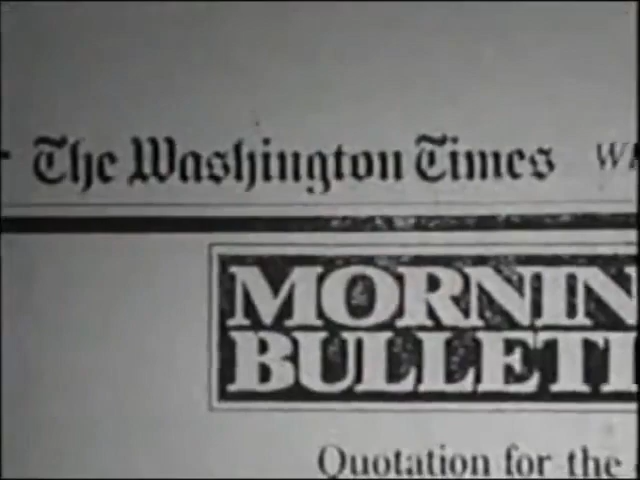 The Washington Times
MORNIN
BULLETI
Quotation for the